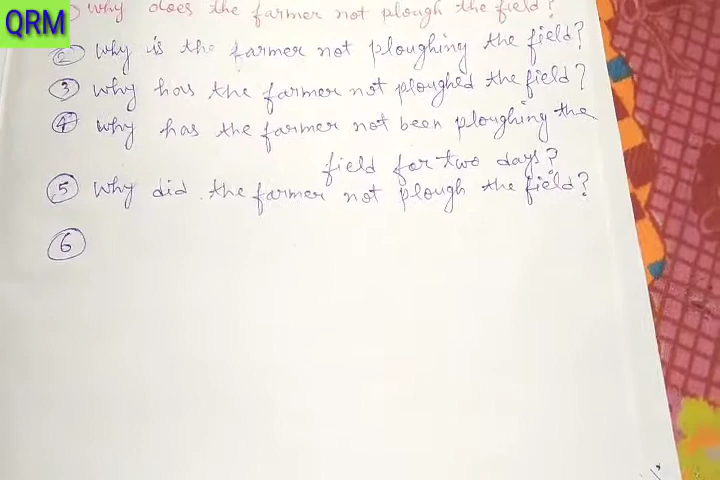 QRM
Why does the farmer not plough the field?
② Why is the farmer not ploughing the field?
③ Why has the farmer not ploughed the field?
④ Why has the farmer not been ploughing the
field for two days?
⑤ Why did the farmer not plough the field?
⑥